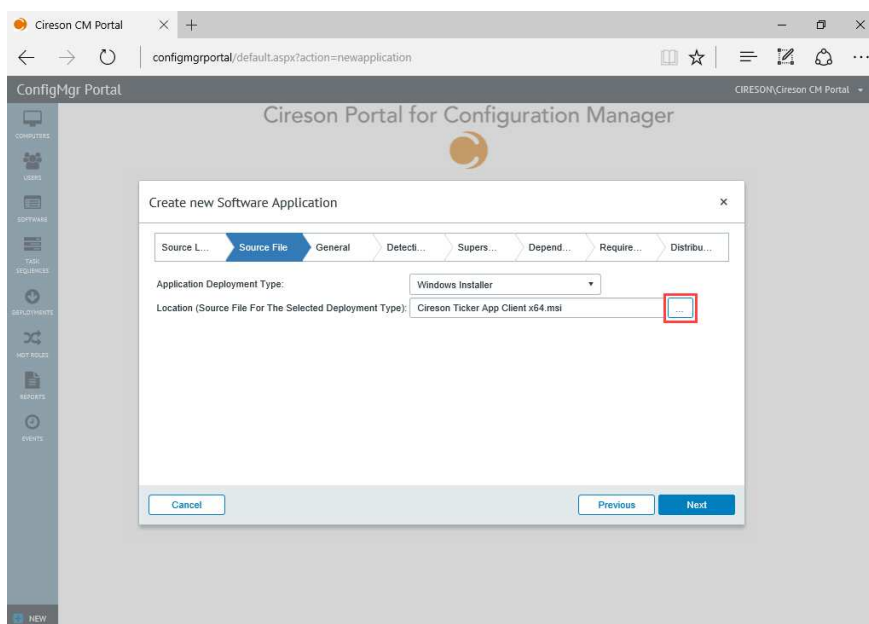 Cireson CM Portal
configmgrportal/default.aspx?action=newapplication
ConfigMgr Portal
CIRESON\Cireson CM Portal
Cireson Portal for Configuration Manager
COMPUTERS
USERS
SOFTWARE
TASK
SEQUENCES
DEPLOYMENTS
MDT ROLES
REPORTS
EVENTS
NEW
Create new Software Application
Source L... Source File General Detecti... Supers... Depend... Require... Distribu...
Application Deployment Type: Windows Installer
Location (Source File For The Selected Deployment Type): Cireson Ticker App Client x64.msi ...
Cancel Previous Next